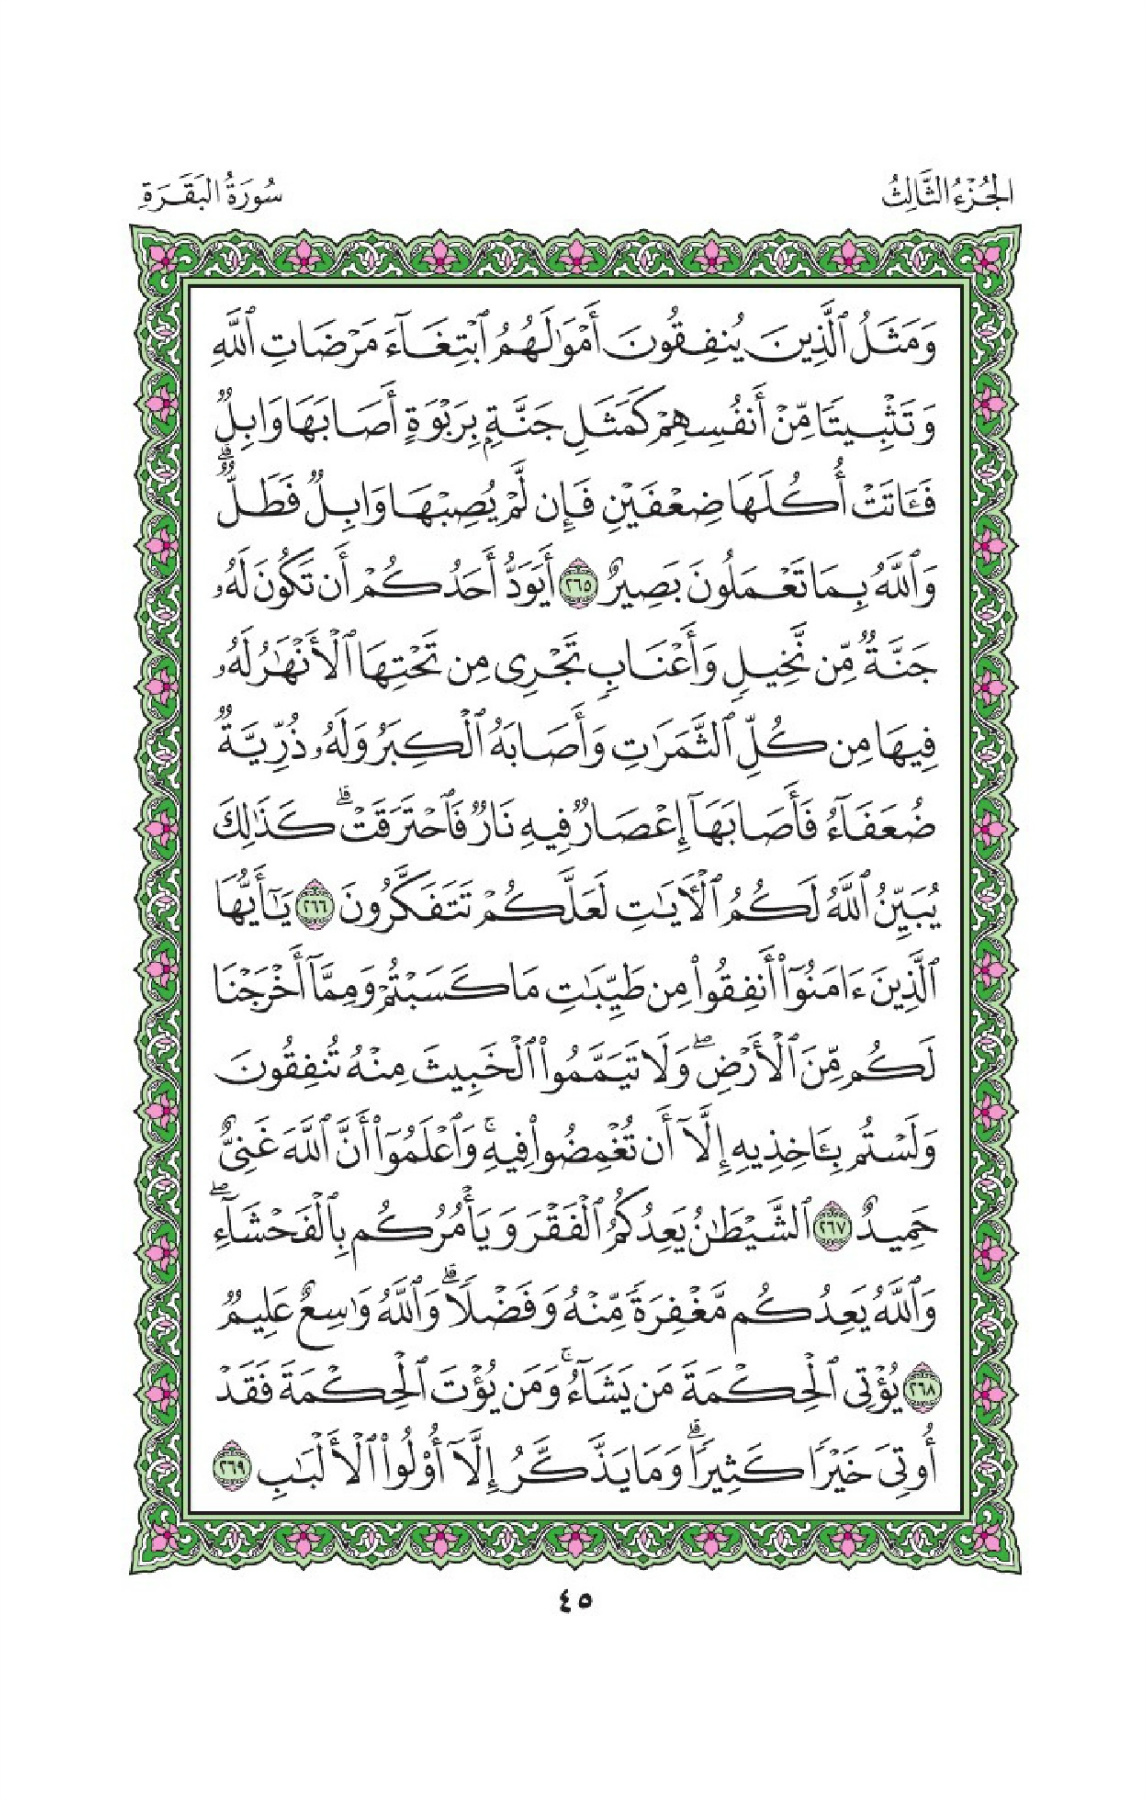 الجُزْءُ الثَّالِثُ
سُورَةُ البَقَرَةِ
وَمَثَلُ ٱلَّذِينَ يُنفِقُونَ أَمْوَٰلَهُمُ ٱبْتِغَآءَ مَرْضَاتِ ٱللَّهِ
وَتَثْبِيتًا مِّنْ أَنفُسِهِمْ كَمَثَلِ جَنَّةٍۭ بِرَبْوَةٍ أَصَابَهَا وَابِلٌ
فَـَٔاتَتْ أُكُلَهَا ضِعْفَيْنِ فَإِن لَّمْ يُصِبْهَا وَابِلٌ فَطَلٌّ ۗ
وَٱللَّهُ بِمَا تَعْمَلُونَ بَصِيرٌ ٢٦٥ أَيَوَدُّ أَحَدُكُمْ أَن تَكُونَ لَهُۥ
جَنَّةٌ مِّن نَّخِيلٍ وَأَعْنَابٍ تَجْرِى مِن تَحْتِهَا ٱلْأَنْهَٰرُ لَهُۥ
فِيهَا مِن كُلِّ ٱلثَّمَرَٰتِ وَأَصَابَهُ ٱلْكِبَرُ وَلَهُۥ ذُرِّيَّةٌ
ضُعَفَآءُ فَأَصَابَهَآ إِعْصَارٌ فِيهِ نَارٌ فَٱحْتَرَقَتْ ۗ كَذَٰلِكَ
يُبَيِّنُ ٱللَّهُ لَكُمُ ٱلْـَٔايَٰتِ لَعَلَّكُمْ تَتَفَكَّرُونَ ٢٦٦ يَٰٓأَيُّهَا
ٱلَّذِينَ ءَامَنُوٓا۟ أَنفِقُوا۟ مِن طَيِّبَٰتِ مَا كَسَبْتُمْ وَمِمَّآ أَخْرَجْنَا
لَكُم مِّنَ ٱلْأَرْضِ ۖ وَلَا تَيَمَّمُوا۟ ٱلْخَبِيثَ مِنْهُ تُنفِقُونَ
وَلَسْتُم بِـَٔاخِذِيهِ إِلَّآ أَن تُغْمِضُوا۟ فِيهِ ۚ وَٱعْلَمُوٓا۟ أَنَّ ٱللَّهَ غَنِىٌّ
حَمِيدٌ ٢٦٧ ٱلشَّيْطَٰنُ يَعِدُكُمُ ٱلْفَقْرَ وَيَأْمُرُكُم بِٱلْفَحْشَآءِ ۖ
وَٱللَّهُ يَعِدُكُم مَّغْفِرَةً مِّنْهُ وَفَضْلًا ۗ وَٱللَّهُ وَٰسِعٌ عَلِيمٌ
٢٦٨ يُؤْتِى ٱلْحِكْمَةَ مَن يَشَآءُ ۚ وَمَن يُؤْتَ ٱلْحِكْمَةَ فَقَدْ
أُوتِىَ خَيْرًا كَثِيرًا ۗ وَمَا يَذَّكَّرُ إِلَّآ أُو۟لُوا۟ ٱلْأَلْبَٰبِ ٢٦٩
٤٥